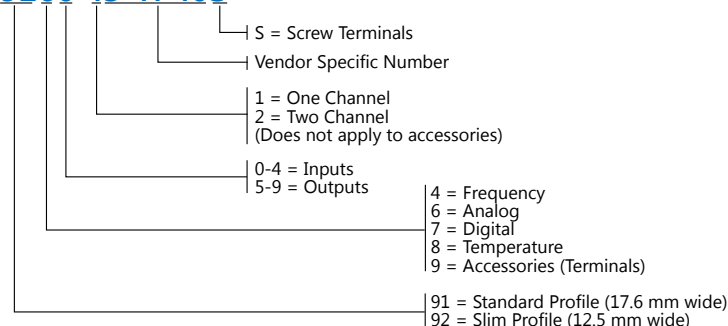 S = Screw Terminals
Vendor Specific Number
1 = One Channel
2 = Two Channel
(Does not apply to accessories)
0-4 = Inputs
5-9 = Outputs
4 = Frequency
6 = Analog
7 = Digital
8 = Temperature
9 = Accessories (Terminals)
91 = Standard Profile (17.6 mm wide)
92 = Slim Profile (12.5 mm wide)